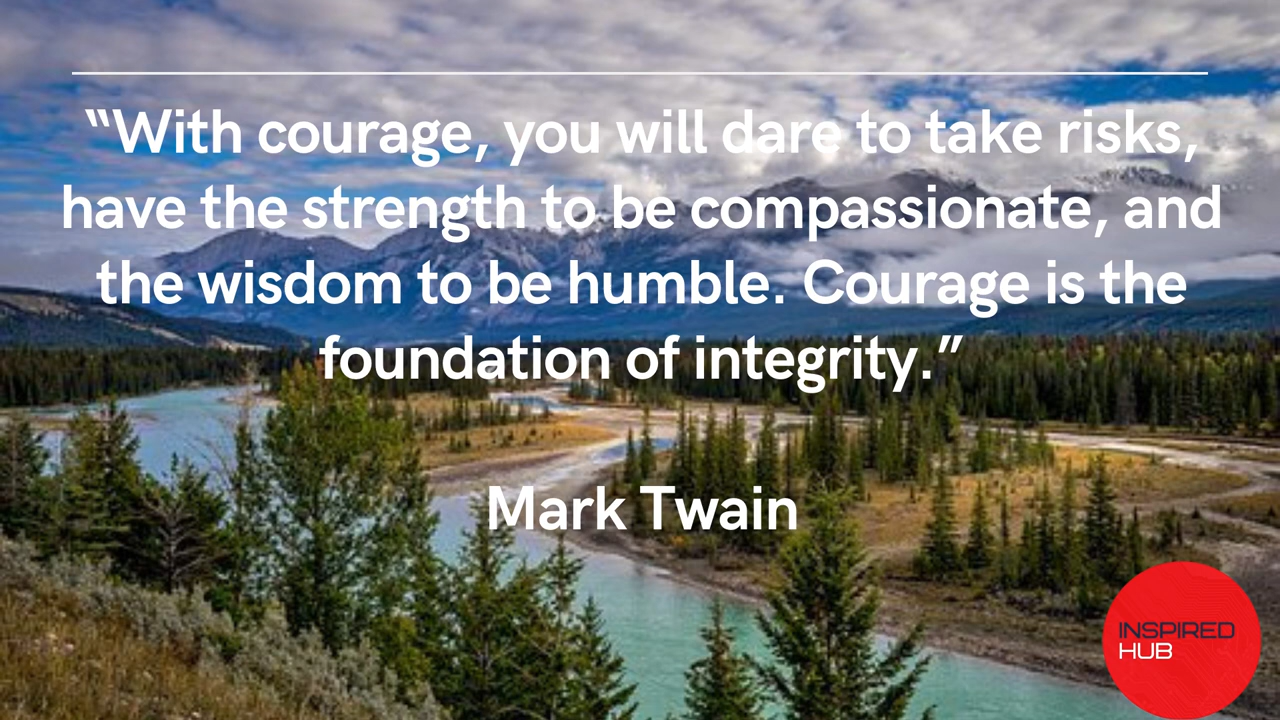 “With courage, you will dare to take risks,
have the strength to be compassionate, and
the wisdom to be humble. Courage is the
foundation of integrity.”
Mark Twain
INSPIRED
HUB